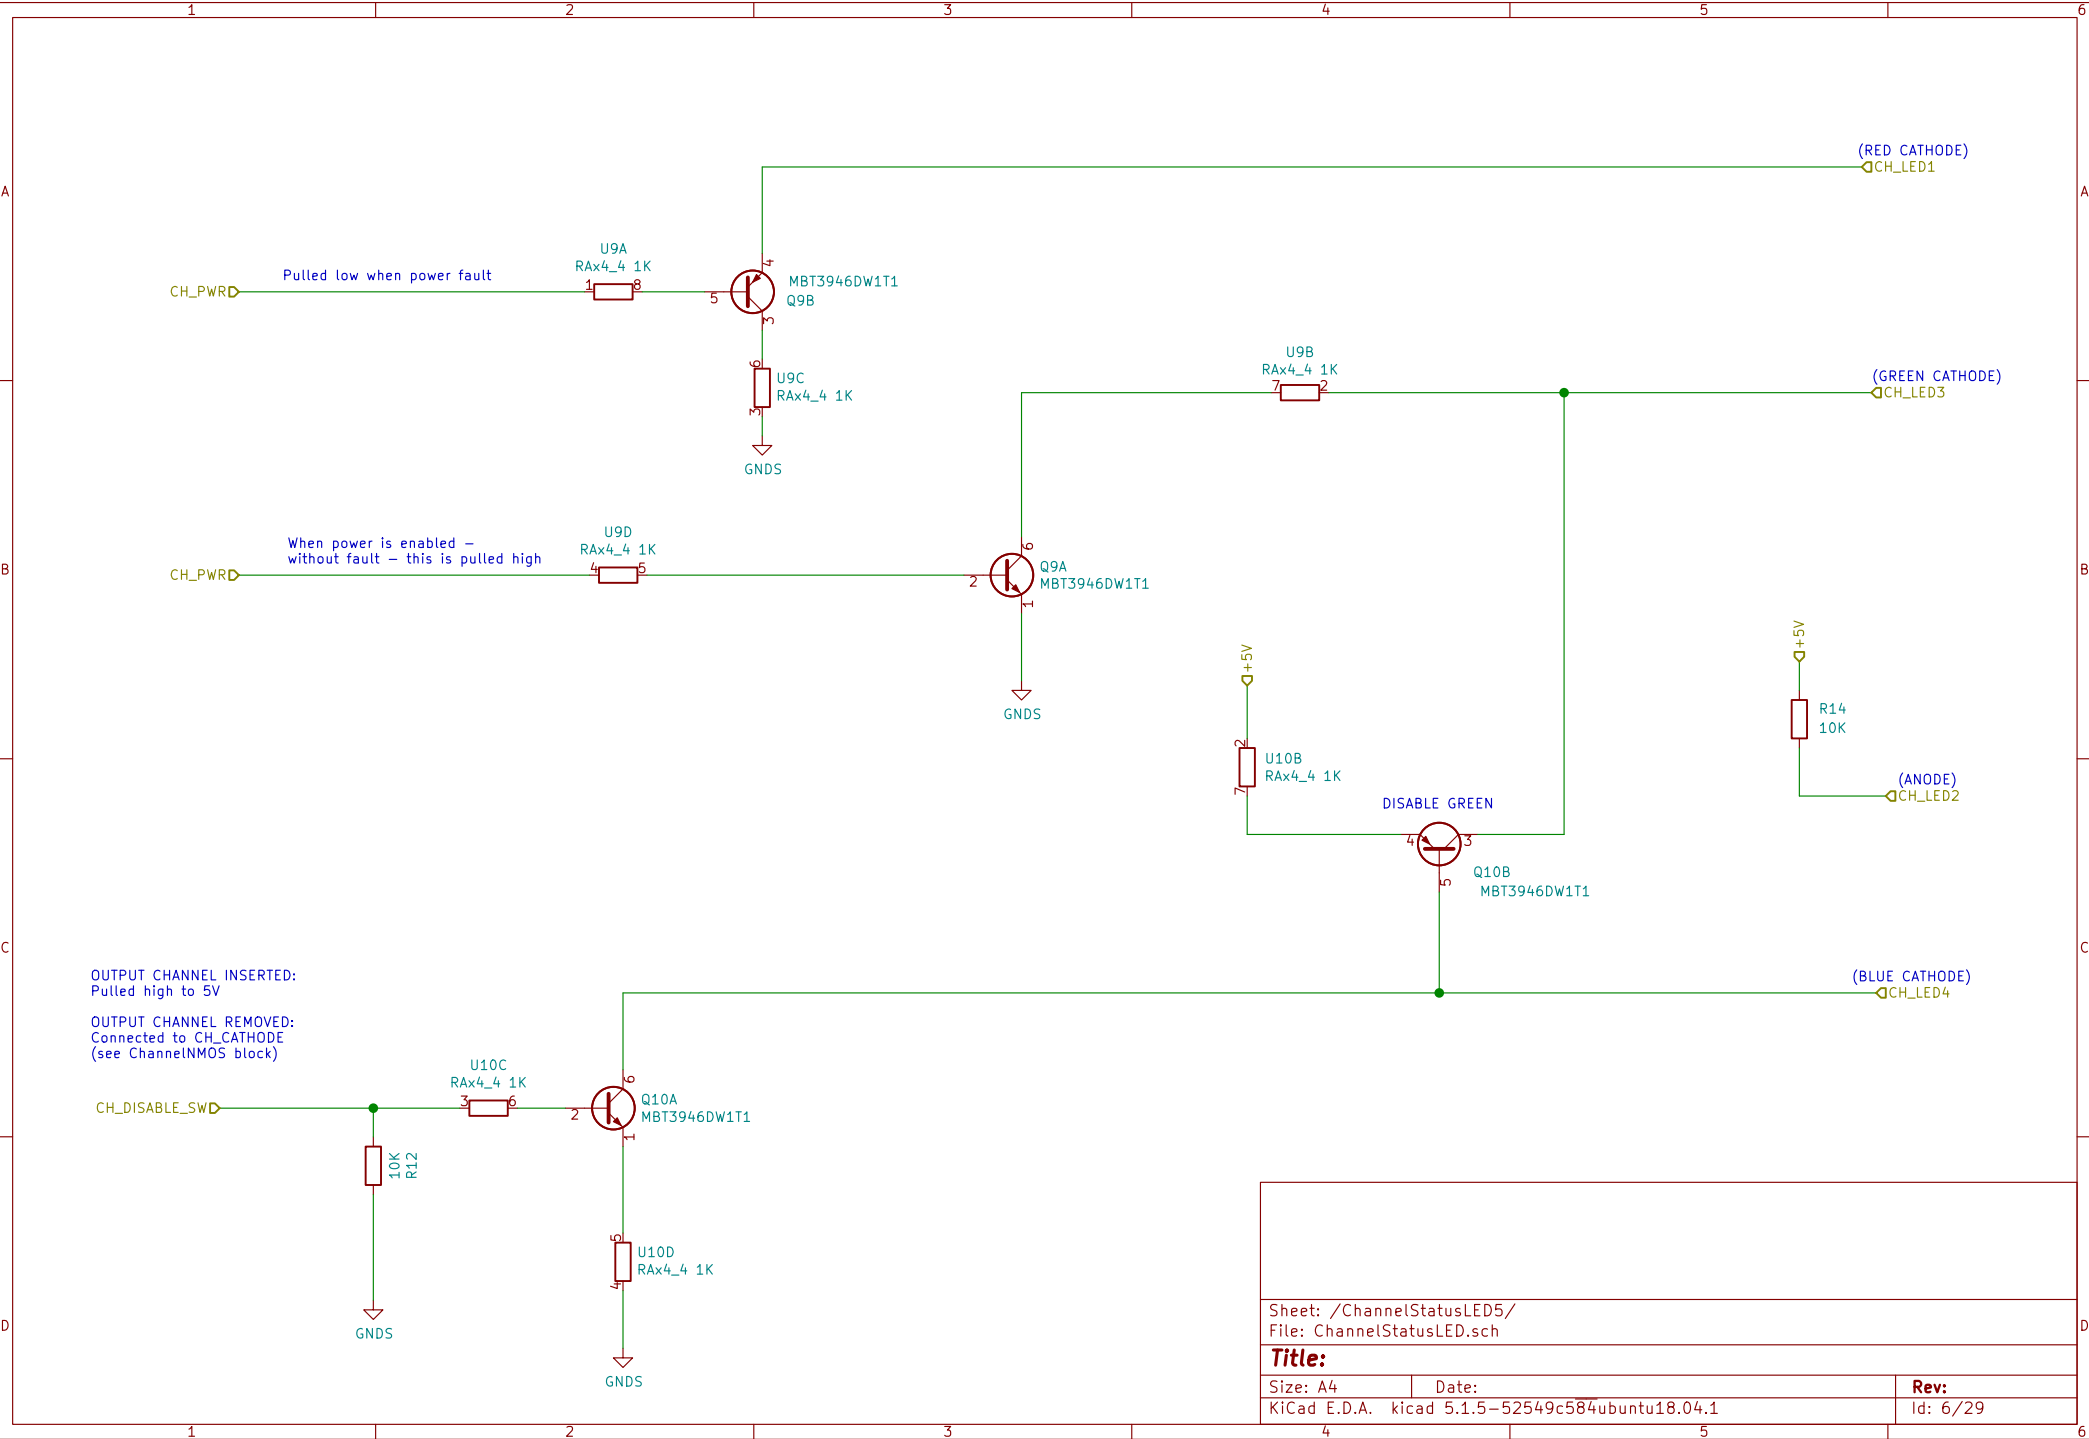 1 2 3 4 5 6
(RED CATHODE)
CH_LED1
A A
U9A
RAx4_4 1K
Pulled low when power fault
CH_PWR
1 8
5
4
3
MBT3946DW1T1
Q9B
6
U9C
RAx4_4 1K
3
GNDS
U9B
RAx4_4 1K
7 2
(GREEN CATHODE)
CH_LED3
When power is enabled –
without fault – this is pulled high
CH_PWR
U9D
RAx4_4 1K
4 5
2
6
1
Q9A
MBT3946DW1T1
GNDS
B B
+5V
2
U10B
RAx4_4 1K
7
DISABLE GREEN
4 3
5
Q10B
MBT3946DW1T1
+5V
R14
10K
(ANODE)
CH_LED2
C C
(BLUE CATHODE)
CH_LED4
OUTPUT CHANNEL INSERTED:
Pulled high to 5V
OUTPUT CHANNEL REMOVED:
Connected to CH_CATHODE
(see ChannelNMOS block)
CH_DISABLE_SW
U10C
RAx4_4 1K
3 6
2
6
1
Q10A
MBT3946DW1T1
10K
R12
GNDS
5
U10D
RAx4_4 1K
4
GNDS
D D
Sheet: /ChannelStatusLED5/
File: ChannelStatusLED.sch
Title:
Size: A4 Date: Rev:
KiCad E.D.A. kicad 5.1.5-52549c584ubuntu18.04.1 Id: 6/29
1 2 3 4 5 6